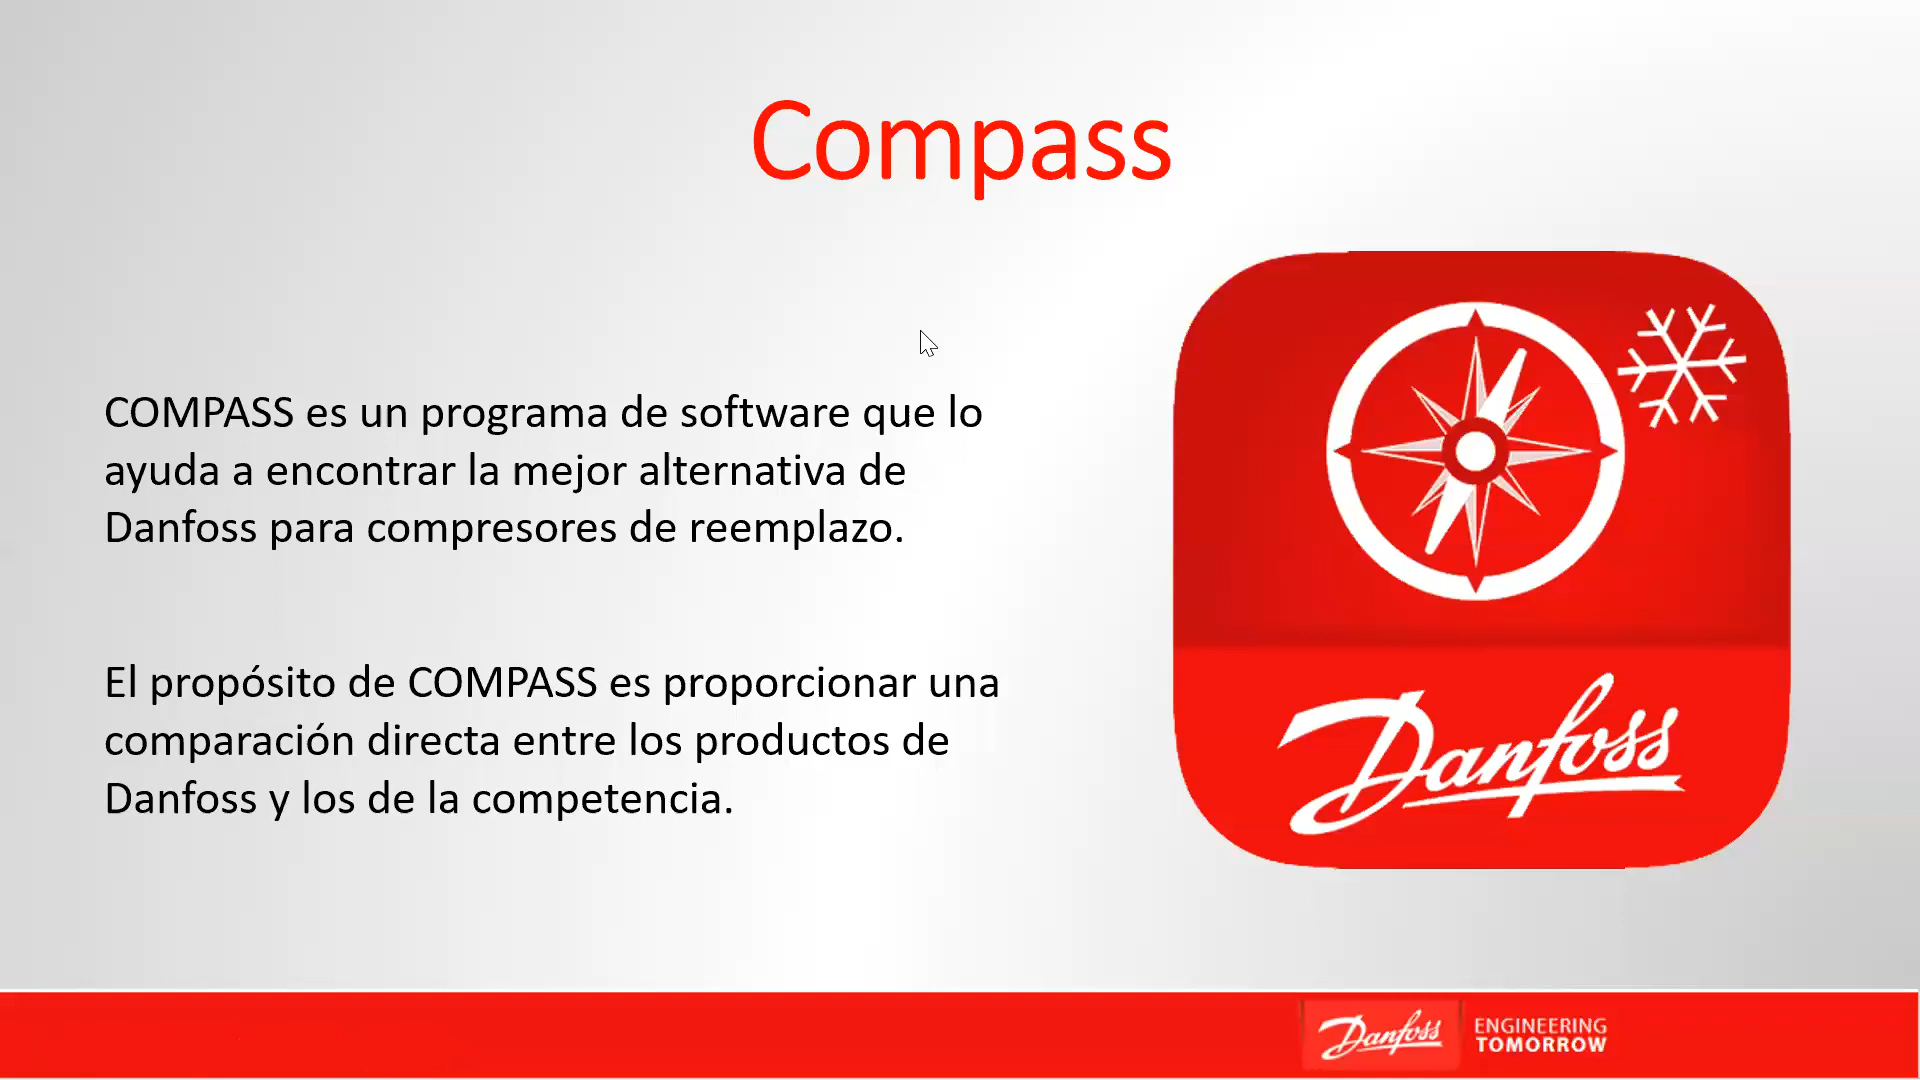 Compass
COMPASS es un programa de software que lo
ayuda a encontrar la mejor alternativa de
Danfoss para compresores de reemplazo.
El propósito de COMPASS es proporcionar una
comparación directa entre los productos de
Danfoss y los de la competencia.
Danfoss
Danfoss
ENGINEERING
TOMORROW